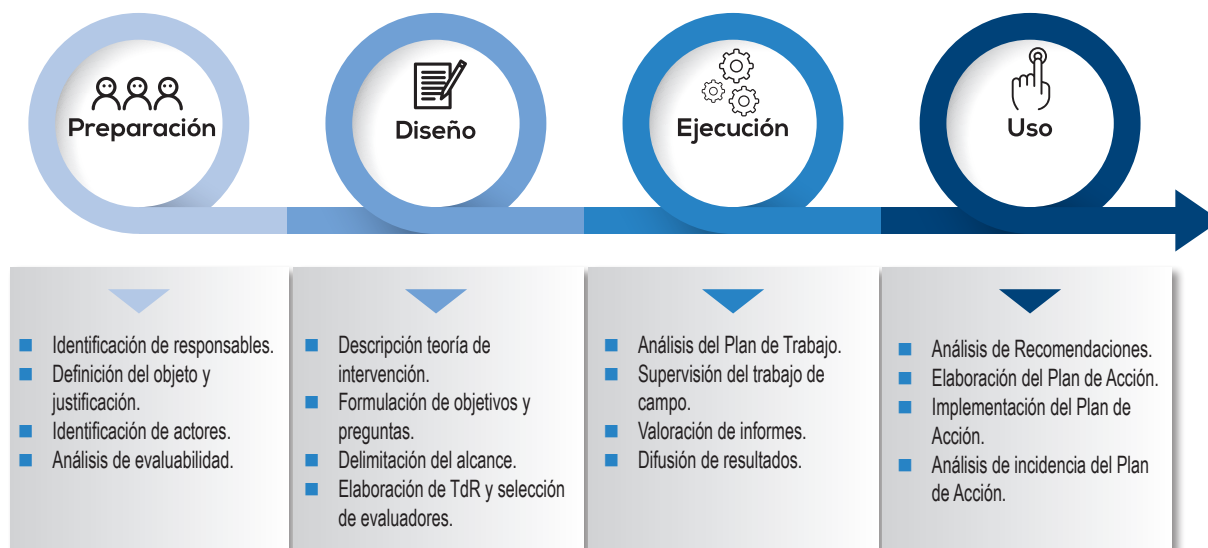 Preparación
Diseño
Ejecución
Uso
Identificación de responsables.
Definición del objeto y
justificación.
Identificación de actores.
Análisis de evaluabilidad.
Descripción teoría de
intervención.
Formulación de objetivos y
preguntas.
Delimitación del alcance.
Elaboración de TdR y selección
de evaluadores.
Análisis del Plan de Trabajo.
Supervisión del trabajo de
campo.
Valoración de informes.
Difusión de resultados.
Análisis de Recomendaciones.
Elaboración del Plan de Acción.
Implementación del Plan de
Acción.
Análisis de incidencia del Plan
de Acción.